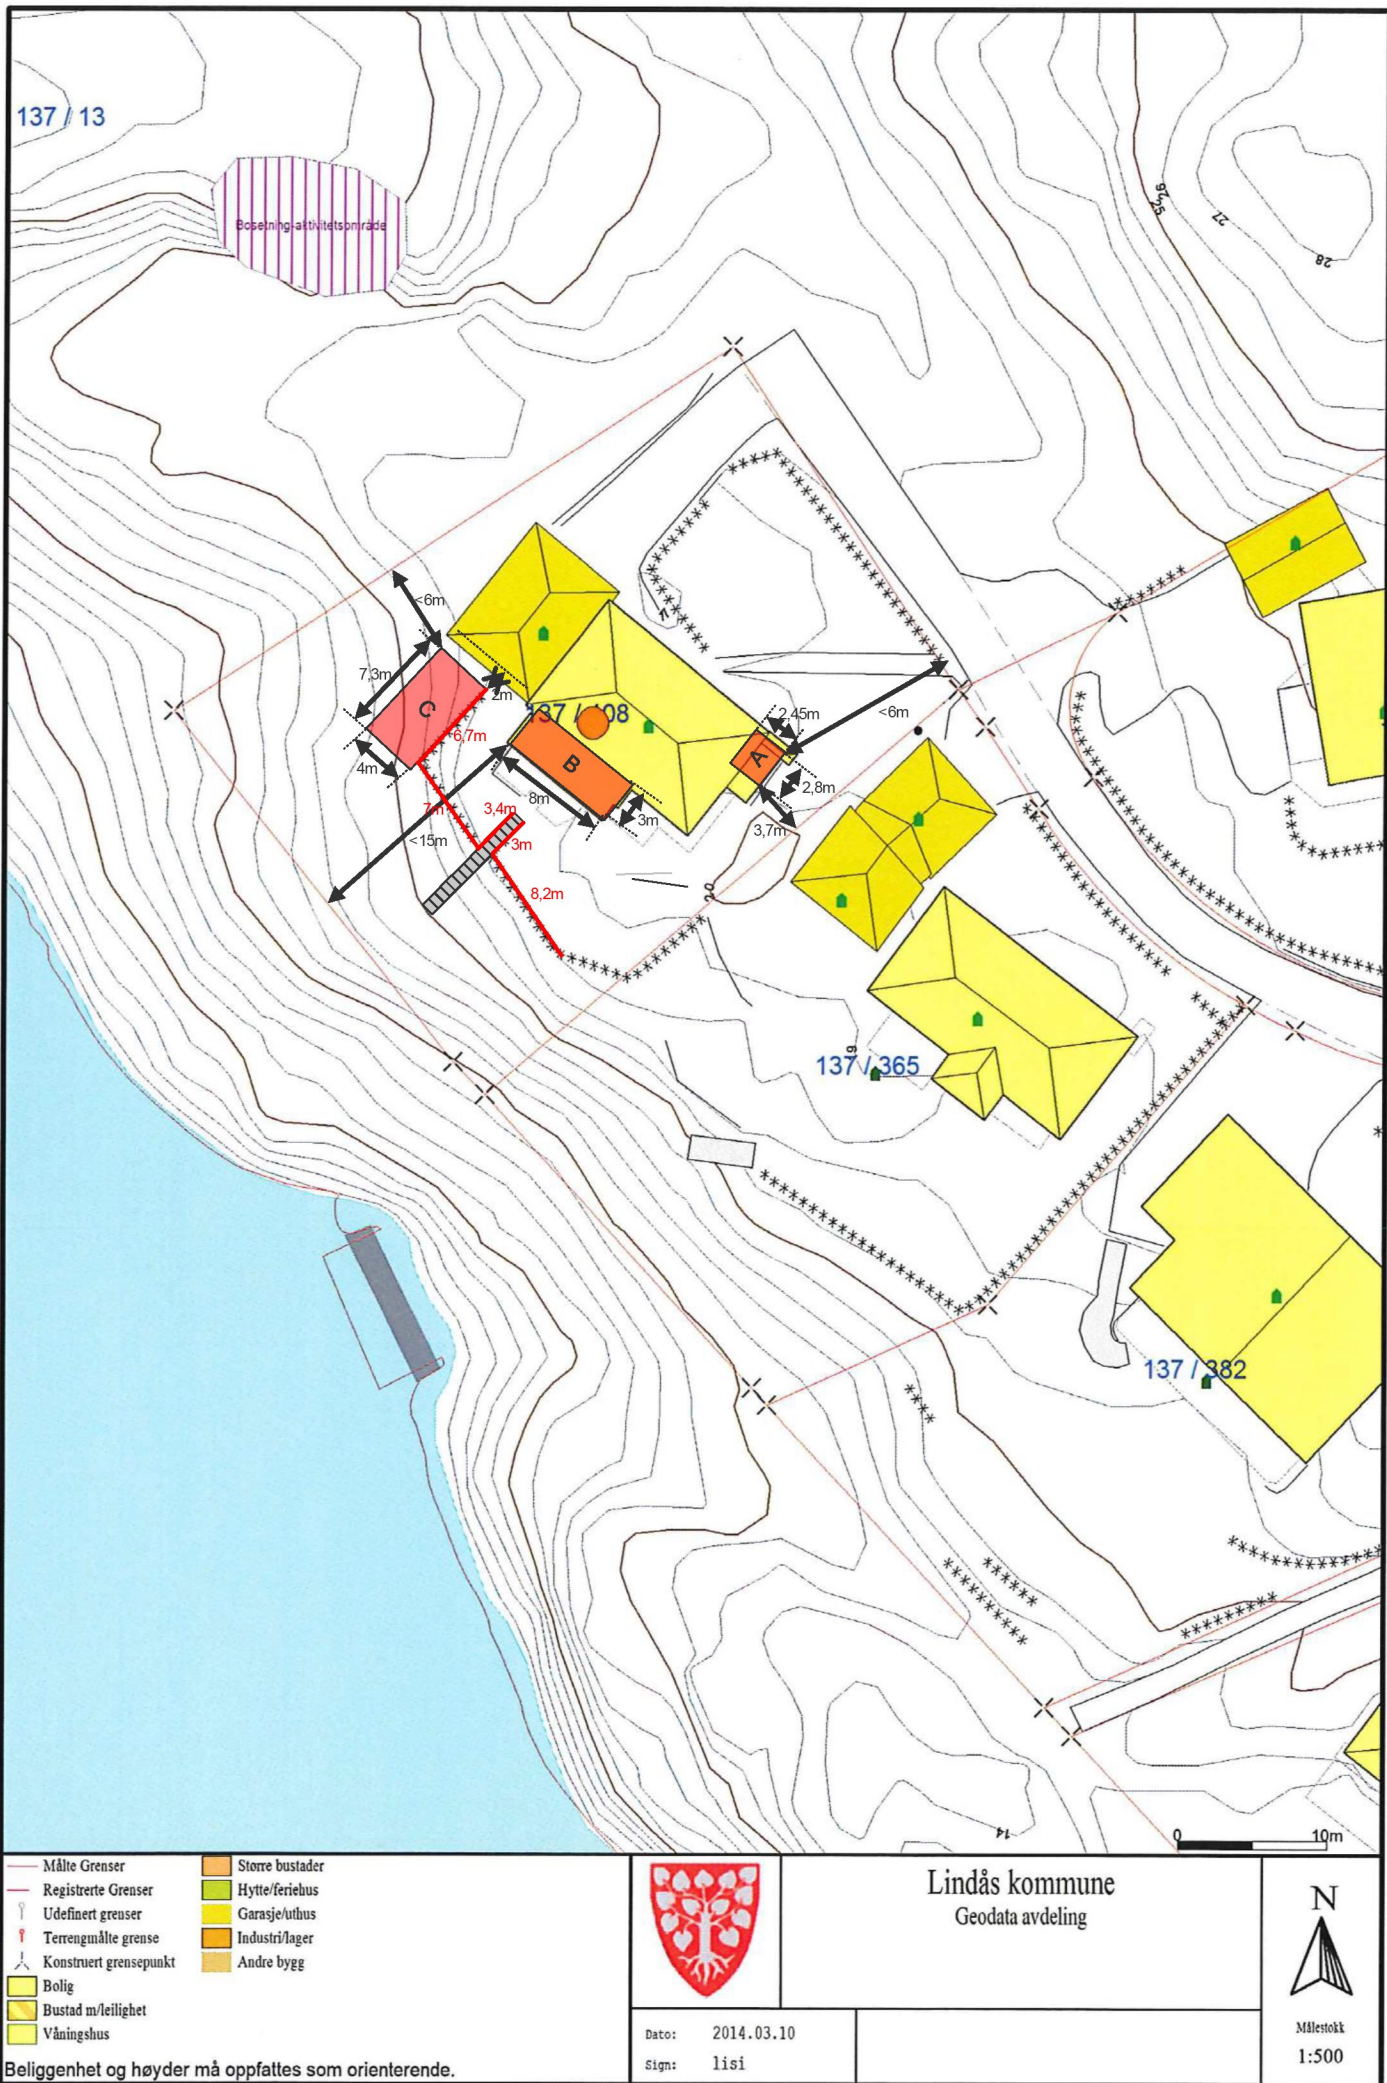 137 / 13
Bosetning-aktivitetsområde
27
28
<6m
7,3m
C
2m
6,7m
4m
137 / 408
2,45m
<6m
A
B
8m
2,8m
3m
3,7m
7m
3,4m
<15m
3m
8,2m
20
19
137 / 365
137 / 382
14
0 10m
Målte Grenser
Registrerte Grenser
Udefinert grenser
Terrengmålte grense
Konstruert grensepunkt
Bolig
Bustad m/leilighet
Våningshus
Større bustader
Hytte/feriehus
Garasje/uthus
Industri/lager
Andre bygg
Beliggenhet og høyder må oppfattes som orienterende.
Lindås kommune
Geodata avdeling
Dato: 2014.03.10
Sign: lisi
N
Målestokk
1:500